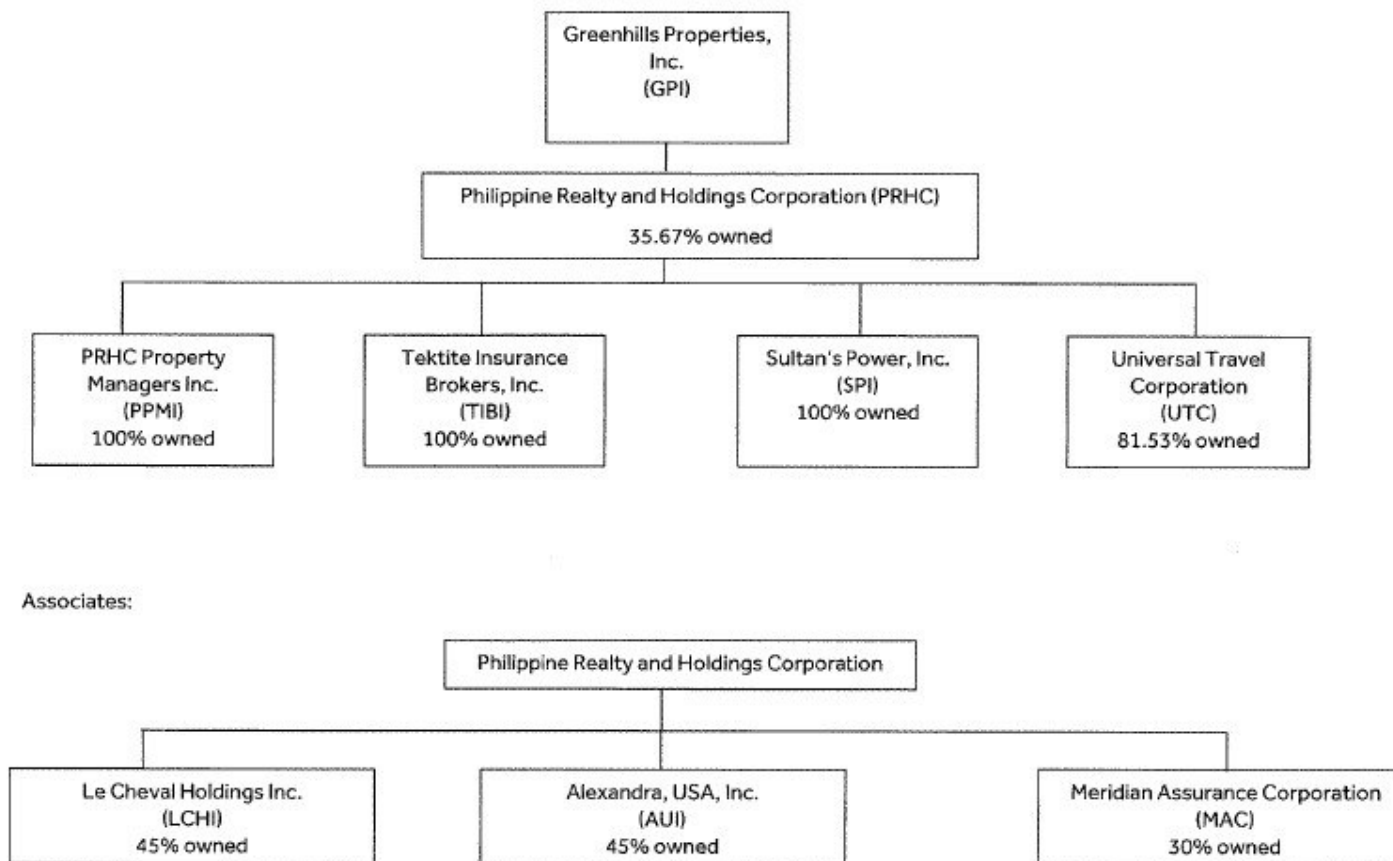 Greenhills Properties,
Inc.
(GPI)
Philippine Realty and Holdings Corporation (PRHC)
35.67% owned
PRHC Property
Managers Inc.
(PPMI)
100% owned
Tektite Insurance
Brokers, Inc.
(TIBI)
100% owned
Sultan's Power, Inc.
(SPI)
100% owned
Universal Travel
Corporation
(UTC)
81.53% owned
Associates:
Philippine Realty and Holdings Corporation
Le Cheval Holdings Inc.
(LCHI)
45% owned
Alexandra, USA, Inc.
(AUI)
45% owned
Meridian Assurance Corporation
(MAC)
30% owned